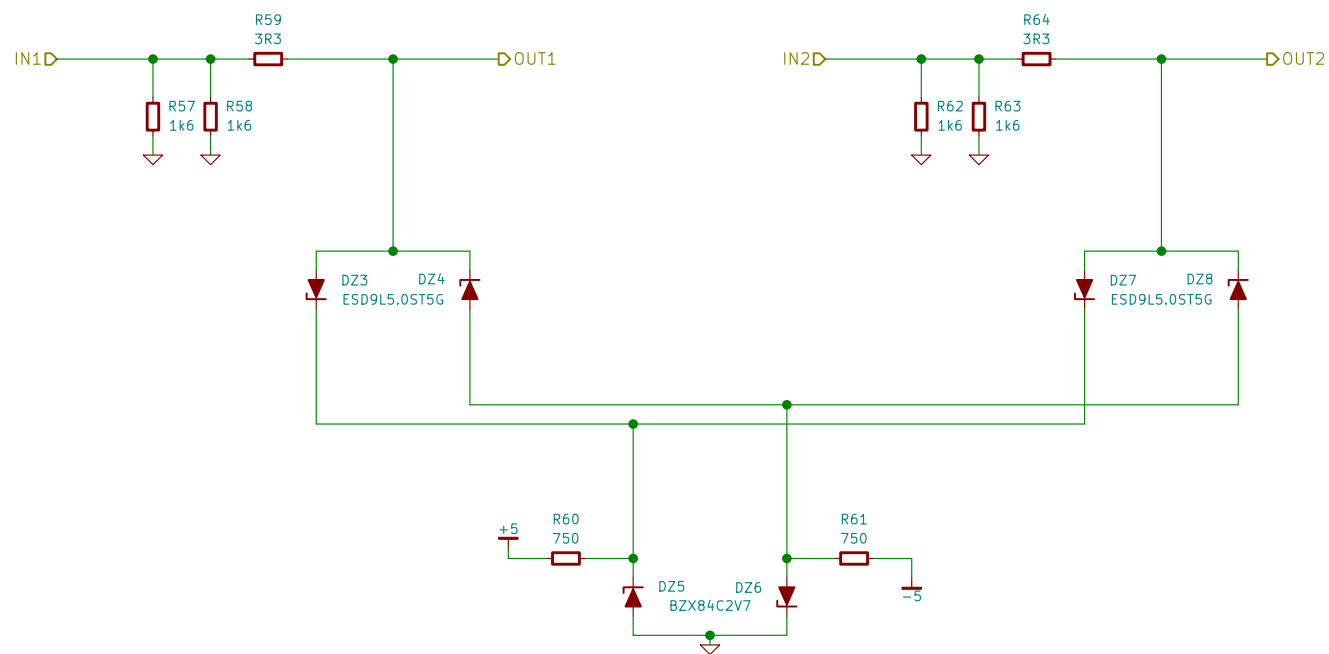 R59
3R3
IN1
OUT1
R57
1k6
R58
1k6
R64
3R3
IN2
OUT2
R62
1k6
R63
1k6
DZ3
DZ4
ESD9L5.0ST5G
DZ7
DZ8
ESD9L5.0ST5G
+5
R60
750
R61
750
-5
DZ5
DZ6
BZX84C2V7